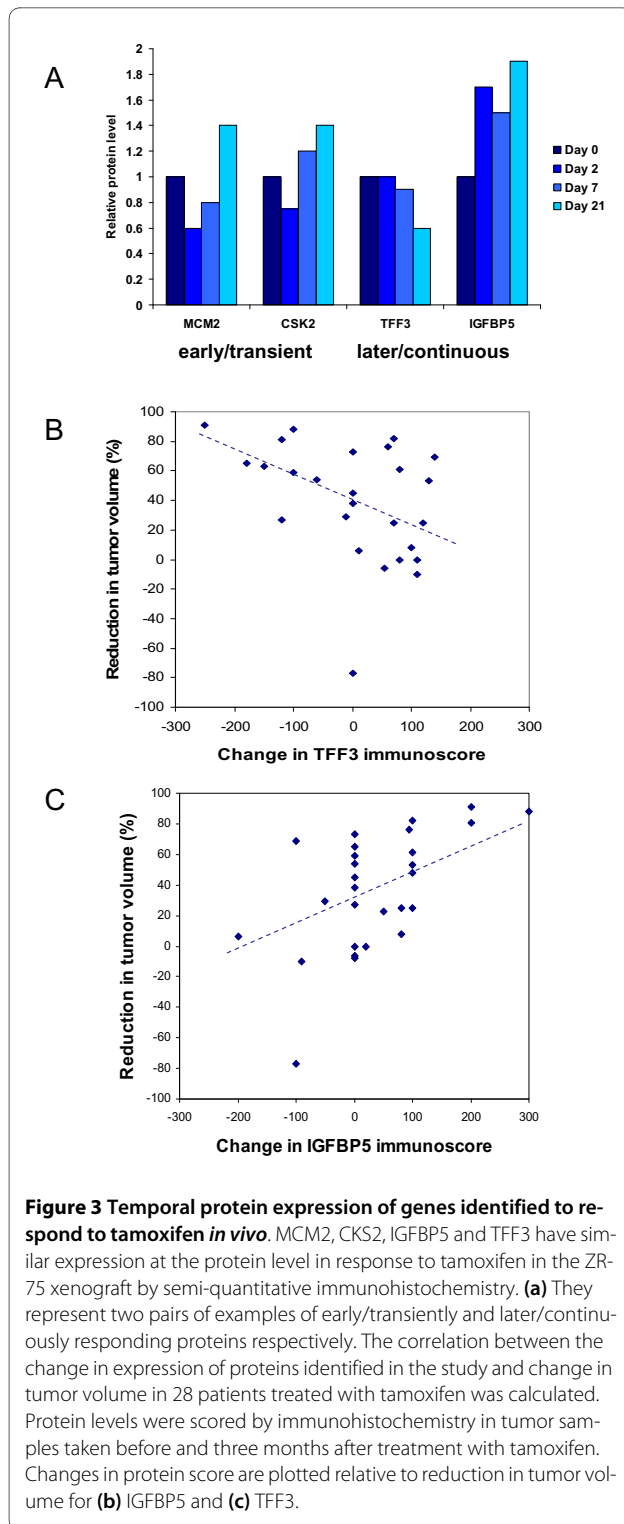 A
2
1.8
1.6
1.4
1.2
1
0.8
0.6
0.4
0.2
0
Relative protein level
MCM2 CSK2 TFF3 IGFBP5
early/transient later/continuous
Day 0
Day 2
Day 7
Day 21
B
100
80
60
40
20
0
-20
-40
-60
-80
-100
Reduction in tumor volume (%)
-300 -200 -100 0 100 200 300
Change in TFF3 immunoscore
C
100
80
60
40
20
0
-20
-40
-60
-80
-100
Reduction in tumor volume (%)
-300 -200 -100 0 100 200 300
Change in IGFBP5 immunoscore
Figure 3 Temporal protein expression of genes identified to re-
spond to tamoxifen in vivo. MCM2, CKS2, IGFBP5 and TFF3 have sim-
ilar expression at the protein level in response to tamoxifen in the ZR-
75 xenograft by semi-quantitative immunohistochemistry. (a) They
represent two pairs of examples of early/transiently and later/continu-
ously responding proteins respectively. The correlation between the
change in expression of proteins identified in the study and change in
tumor volume in 28 patients treated with tamoxifen was calculated.
Protein levels were scored by immunohistochemistry in tumor sam-
ples taken before and three months after treatment with tamoxifen.
Changes in protein score are plotted relative to reduction in tumor vol-
ume for (b) IGFBP5 and (c) TFF3.